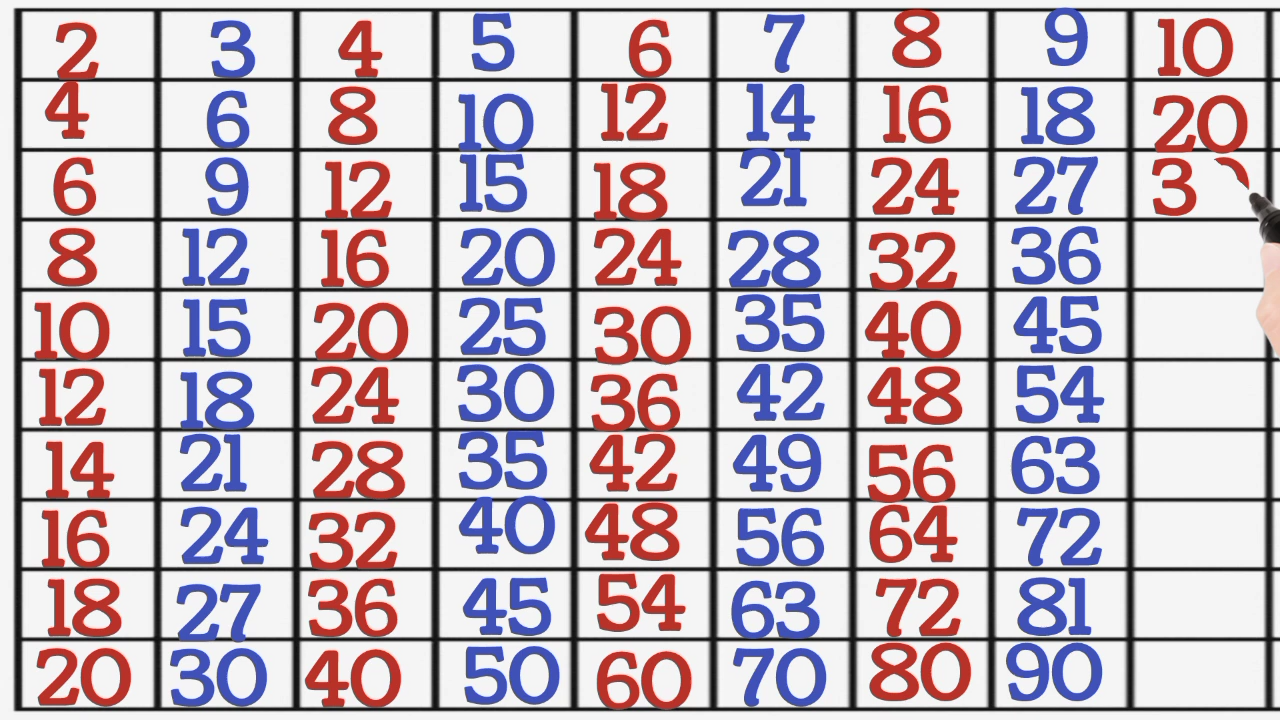 2 3 4 5 6 7 8 9 10
4 6 8 10 12 14 16 18 20
6 9 12 15 18 21 24 27 3
8 12 16 20 24 28 32 36
10 15 20 25 30 35 40 45
12 18 24 30 36 42 48 54
14 21 28 35 42 49 56 63
16 24 32 40 48 56 64 72
18 27 36 45 54 63 72 81
20 30 40 50 60 70 80 90